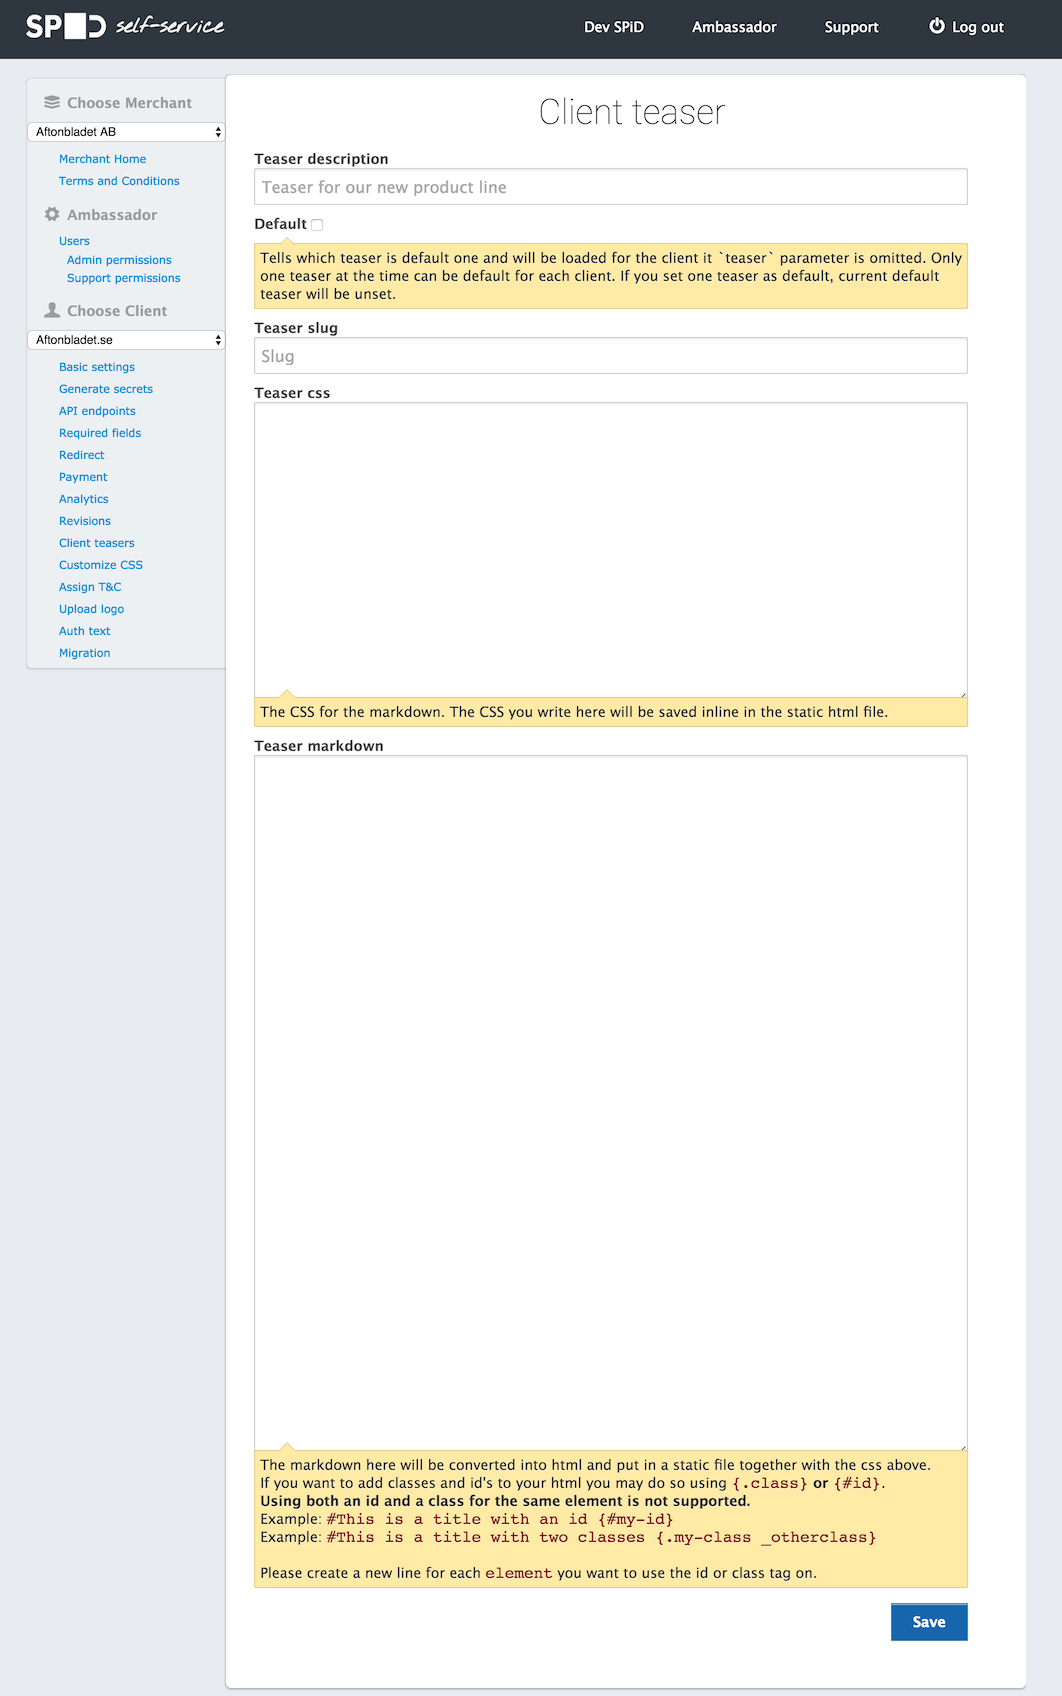 SPiD self-service
Dev SPiD
Ambassador
Support
Log out
Choose Merchant
Aftonbladet AB
Merchant Home
Terms and Conditions
Ambassador
Users
Admin permissions
Support permissions
Choose Client
Aftonbladet.se
Basic settings
Generate secrets
API endpoints
Required fields
Redirect
Payment
Analytics
Revisions
Client teasers
Customize CSS
Assign T&C
Upload logo
Auth text
Migration
Client teaser
Teaser description
Teaser for our new product line
Default
Tells which teaser is default one and will be loaded for the client it `teaser` parameter is omitted. Only
one teaser at the time can be default for each client. If you set one teaser as default, current default
teaser will be unset.
Teaser slug
Slug
Teaser css
The CSS for the markdown. The CSS you write here will be saved inline in the static html file.
Teaser markdown
The markdown here will be converted into html and put in a static file together with the css above.
If you want to add classes and id's to your html you may do so using {.class} or {#id}.
Using both an id and a class for the same element is not supported.
Example: #This is a title with an id {#my-id}
Example: #This is a title with two classes {.my-class _otherclass}
Please create a new line for each element you want to use the id or class tag on.
Save